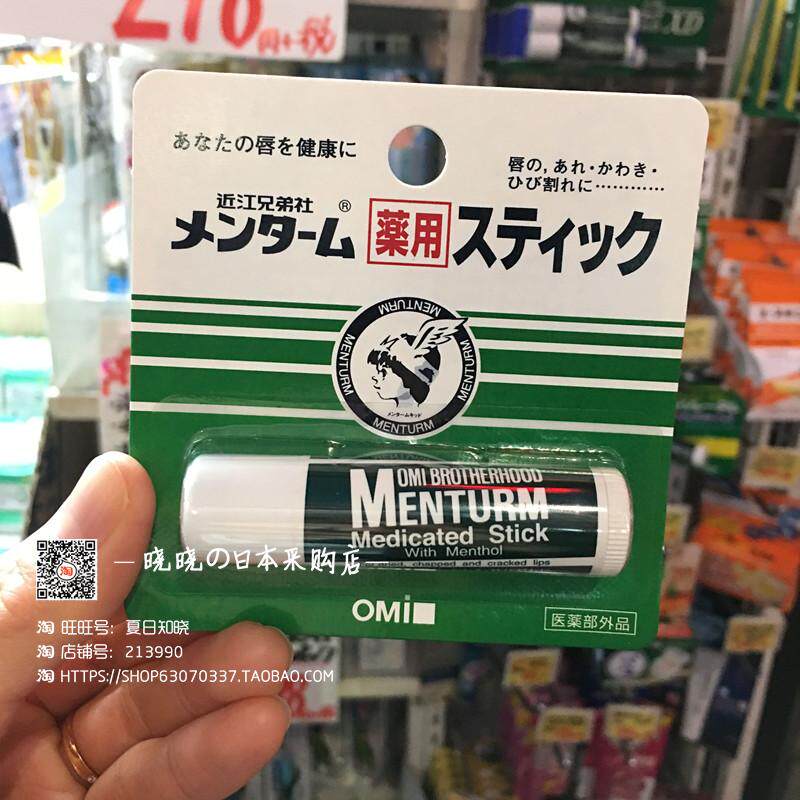 円+税
あなたの唇を健康に
唇の,あれ・かわき・
ひび割れに…………
近江兄弟社
メンターム® 薬用 スティック
MENTURM
MENTURM
MENTURM
メンタームキッド
MENTURM
OMI BROTHERHOOD
MENTURM
Medicated Stick
With Menthol
chapped and cracked lips
OMI
医薬部外品
淘
一 晓晓の日本采购店
淘 旺旺号：夏日知晓
淘 店铺号：213990
淘 HTTPS://SHOP63070337.TAOBAO.COM